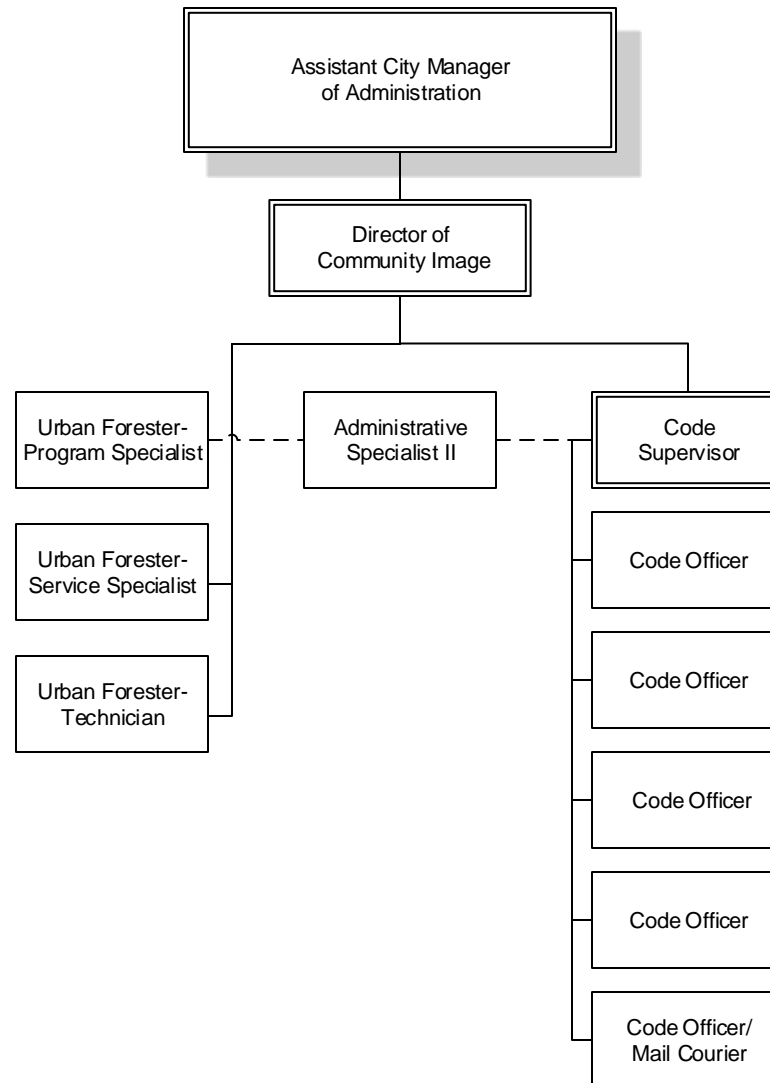 Assistant City Manager
of Administration
Director of
Community Image
Urban Forester-
Program Specialist
Administrative
Specialist II
Code
Supervisor
Urban Forester-
Service Specialist
Code Officer
Urban Forester-
Technician
Code Officer
Code Officer
Code Officer
Code Officer/
Mail Courier